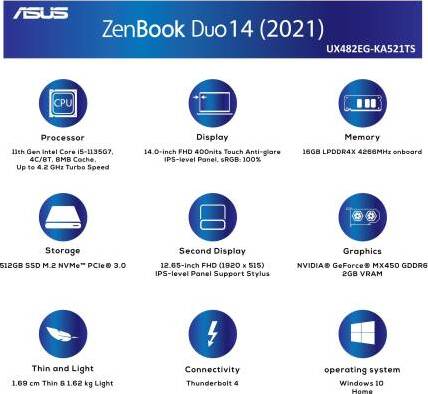 ASUS
ZenBook Duo14 (2021)
UX482EG-KA521TS
CPU
Processor
11th Gen Intel Core i5-1135G7,
4C/8T, 8MB Cache,
Up to 4.2 GHz Turbo Speed
Display
14.0-inch FHD 400nits Touch Anti-glare
IPS-level Panel, sRGB: 100%
Memory
16GB LPDDR4X 4266MHz onboard
Storage
512GB SSD M.2 NVMe™ PCIe® 3.0
Second Display
12.65-inch FHD (1920 x 515)
IPS-level Panel Support Stylus
Graphics
NVIDIA® GeForce® MX450 GDDR6
2GB VRAM
Thin and Light
1.69 cm Thin & 1.62 kg Light
Connectivity
Thunderbolt 4
operating system
Windows 10
Home